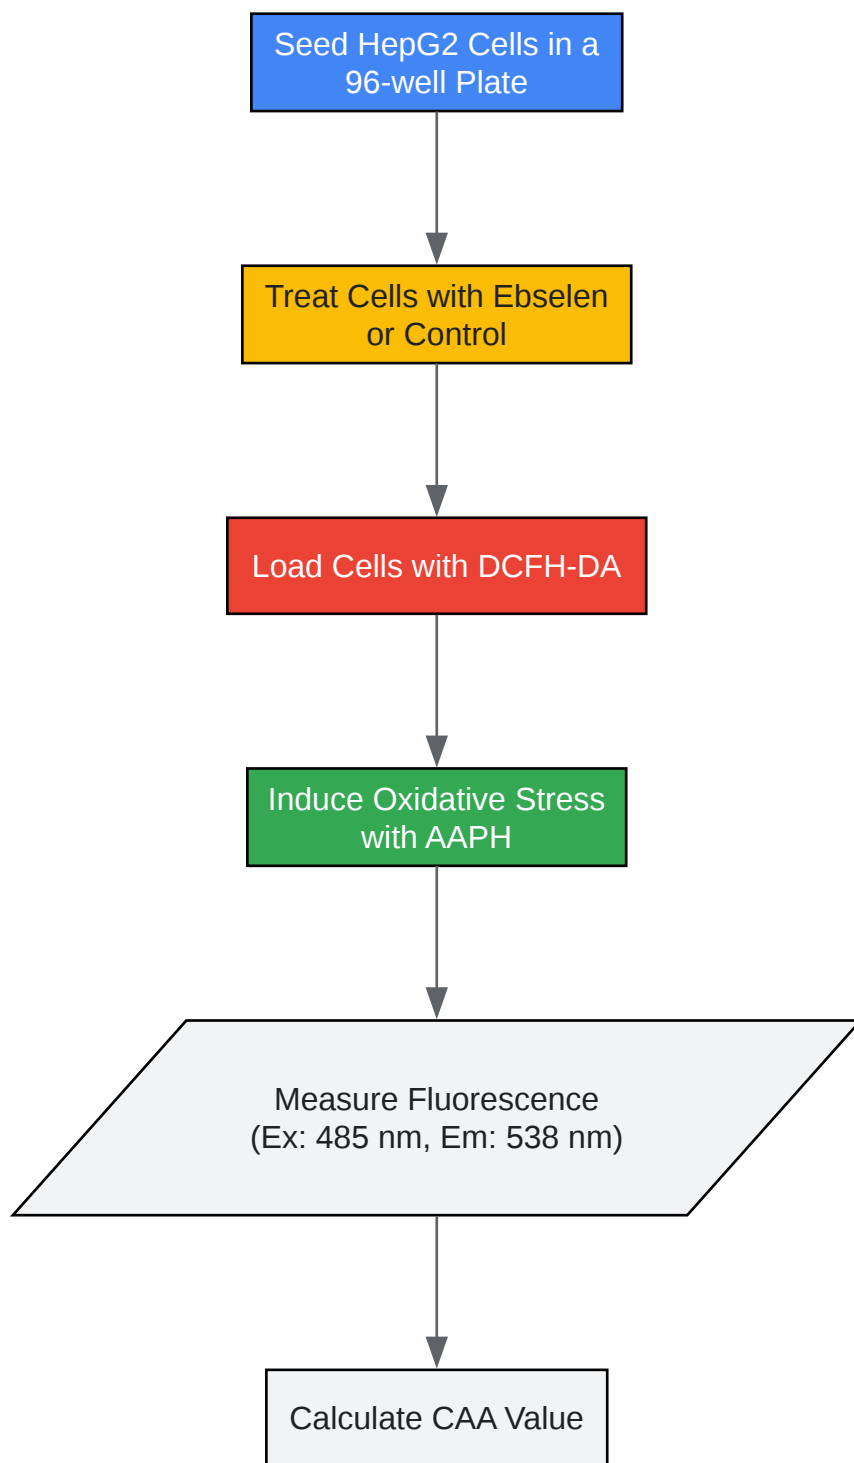 Seed HepG2 Cells in a
96-well Plate
Treat Cells with Ebselen
or Control
Load Cells with DCFH-DA
Induce Oxidative Stress
with AAPH
Measure Fluorescence
(Ex: 485 nm, Em: 538 nm)
Calculate CAA Value